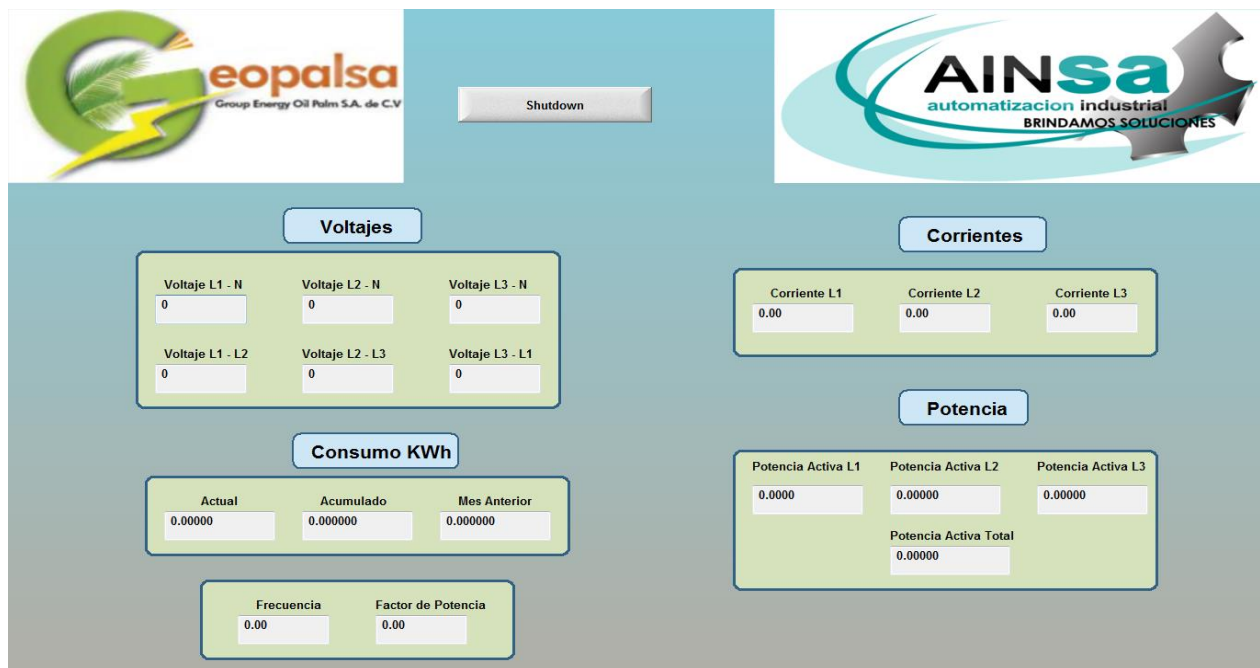 Geopalsa
Group Energy Oil Palm S.A. de C.V
Shutdown
AINsa
automatizacion industrial
BRINDAMOS SOLUCIONES
Voltajes
Voltaje L1 - N Voltaje L2 - N Voltaje L3 - N
0 0 0
Voltaje L1 - L2 Voltaje L2 - L3 Voltaje L3 - L1
0 0 0
Corrientes
Corriente L1 Corriente L2 Corriente L3
0.00 0.00 0.00
Consumo KWh
Actual Acumulado Mes Anterior
0.00000 0.000000 0.000000
Frecuencia Factor de Potencia
0.00 0.00
Potencia
Potencia Activa L1 Potencia Activa L2 Potencia Activa L3
0.0000 0.00000 0.00000
Potencia Activa Total
0.00000